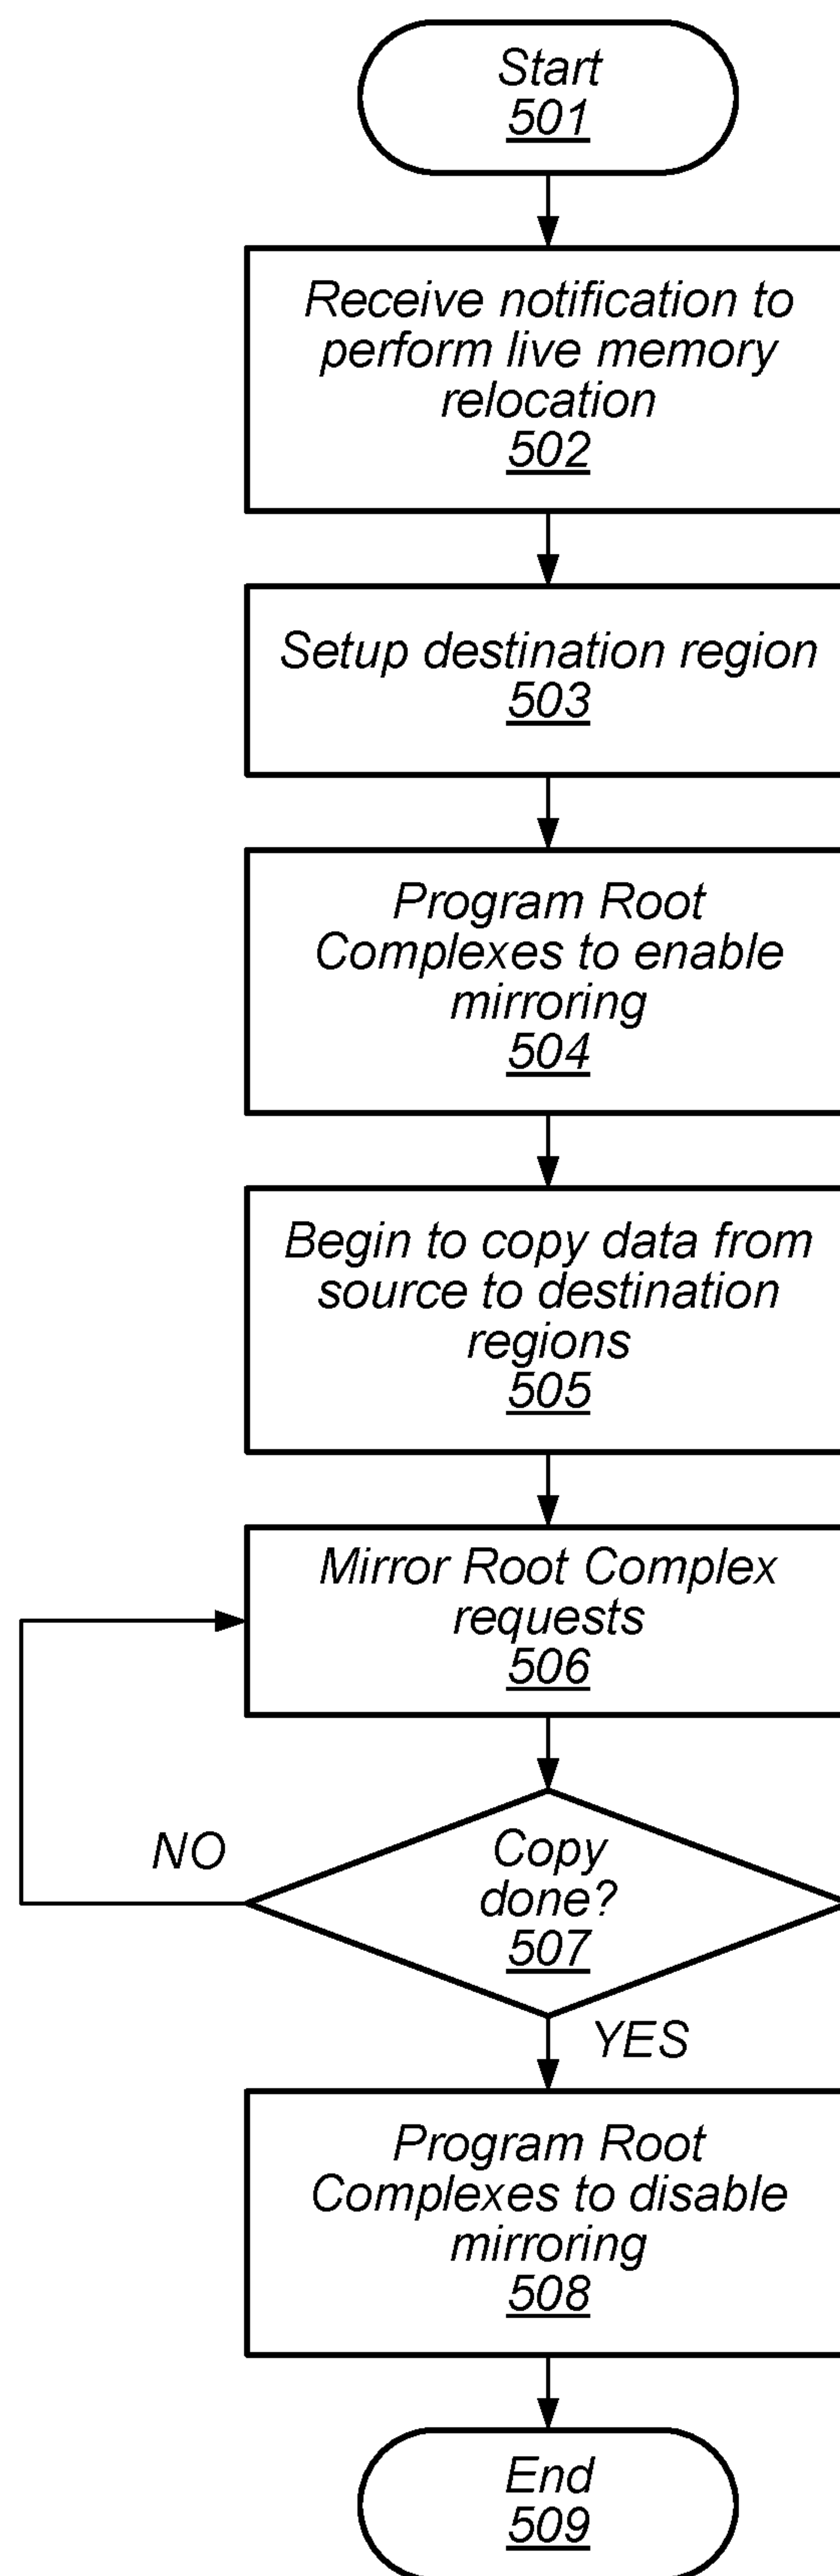 Start
501
Receive notification to
perform live memory
relocation
502
Setup destination region
503
Program Root
Complexes to enable
mirroring
504
Begin to copy data from
source to destination
regions
505
Mirror Root Complex
requests
506
NO
Copy
done?
507
YES
Program Root
Complexes to disable
mirroring
508
End
509